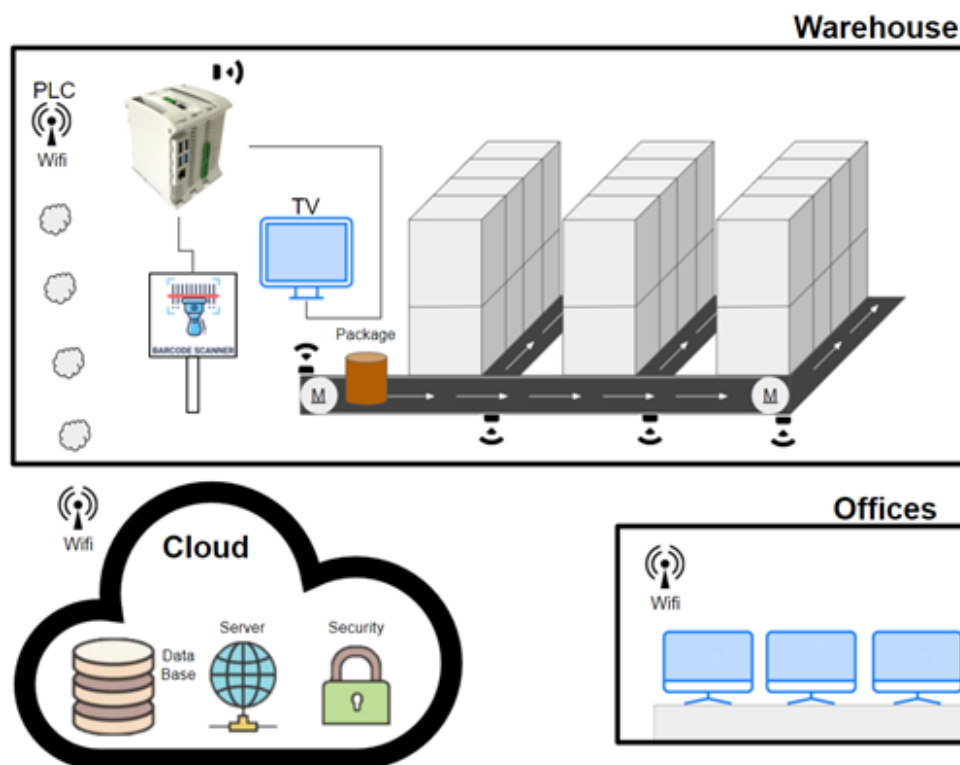 Warehouse
PLC
Wifi
TV
BARCODE SCANNER
Package
M
M
Wifi
Cloud
Data
Base
Server
Security
Offices
Wifi